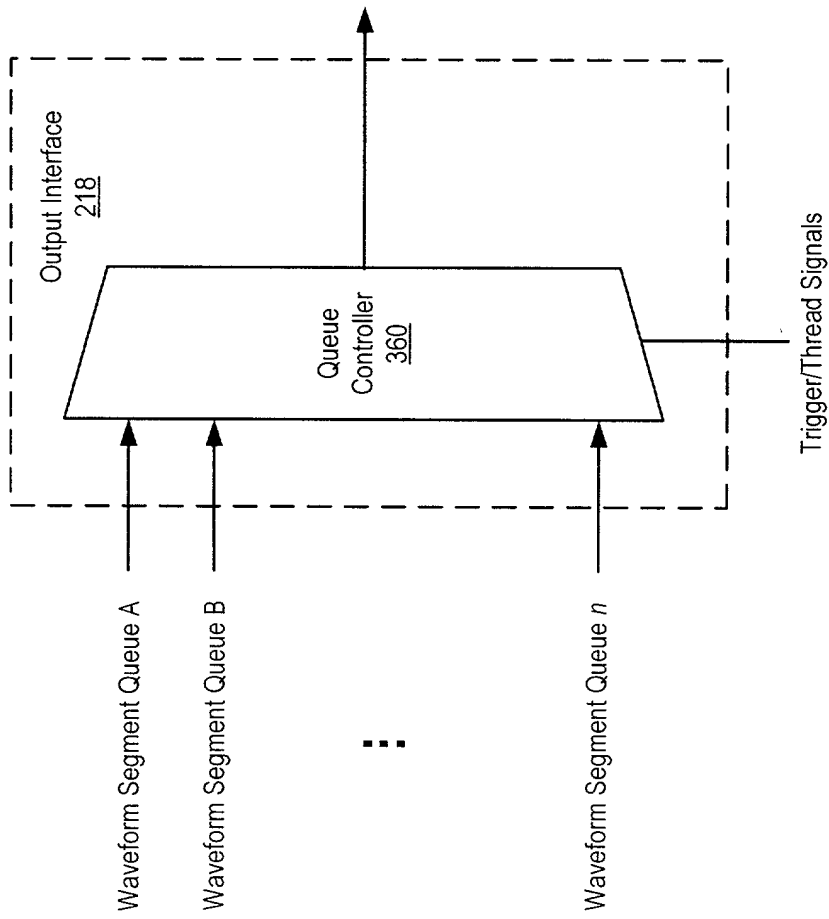 Waveform Segment Queue A
Waveform Segment Queue B
Waveform Segment Queue n
Output Interface
218
Queue
Controller
360
Trigger/Thread Signals